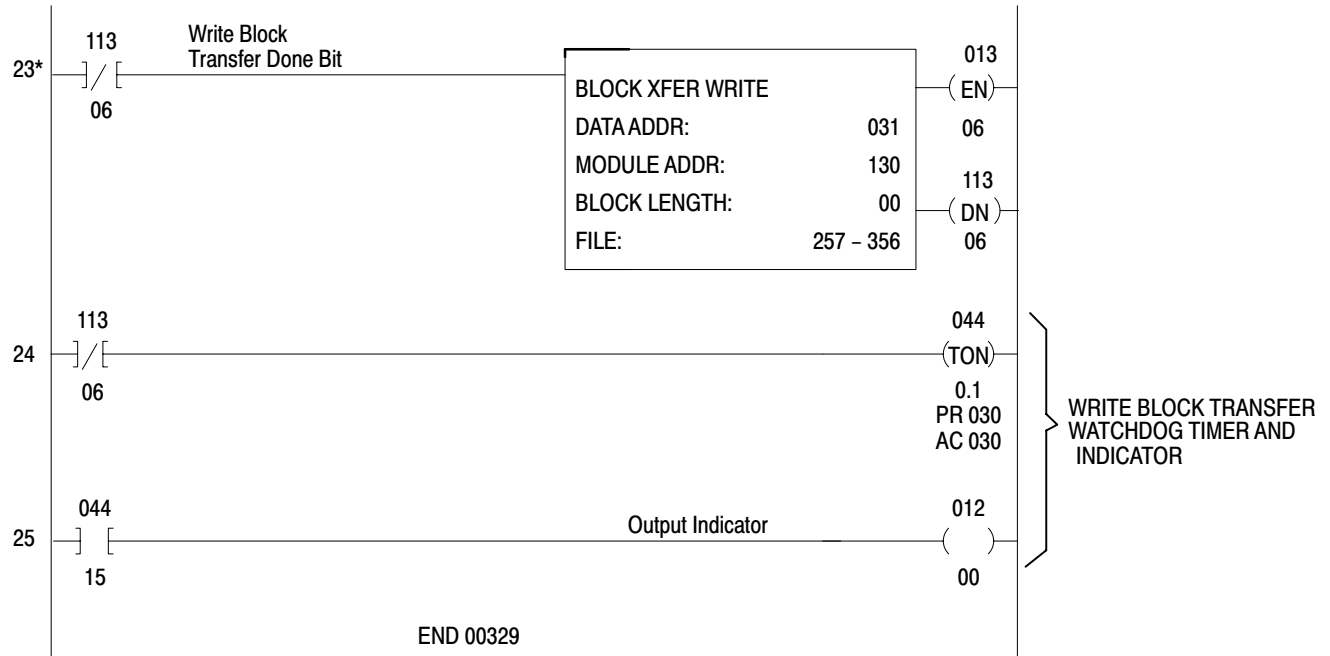 113
Write Block
Transfer Done Bit
23*
]/[
06
BLOCK XFER WRITE
DATA ADDR: 031
MODULE ADDR: 130
BLOCK LENGTH: 00
FILE: 257 – 356
013
(EN)
06
113
(DN)
06
113
24
]/[
06
044
(TON)
0.1
PR 030
AC 030
WRITE BLOCK TRANSFER
WATCHDOG TIMER AND
INDICATOR
044
25
] [
15
Output Indicator
012
( )
00
END 00329